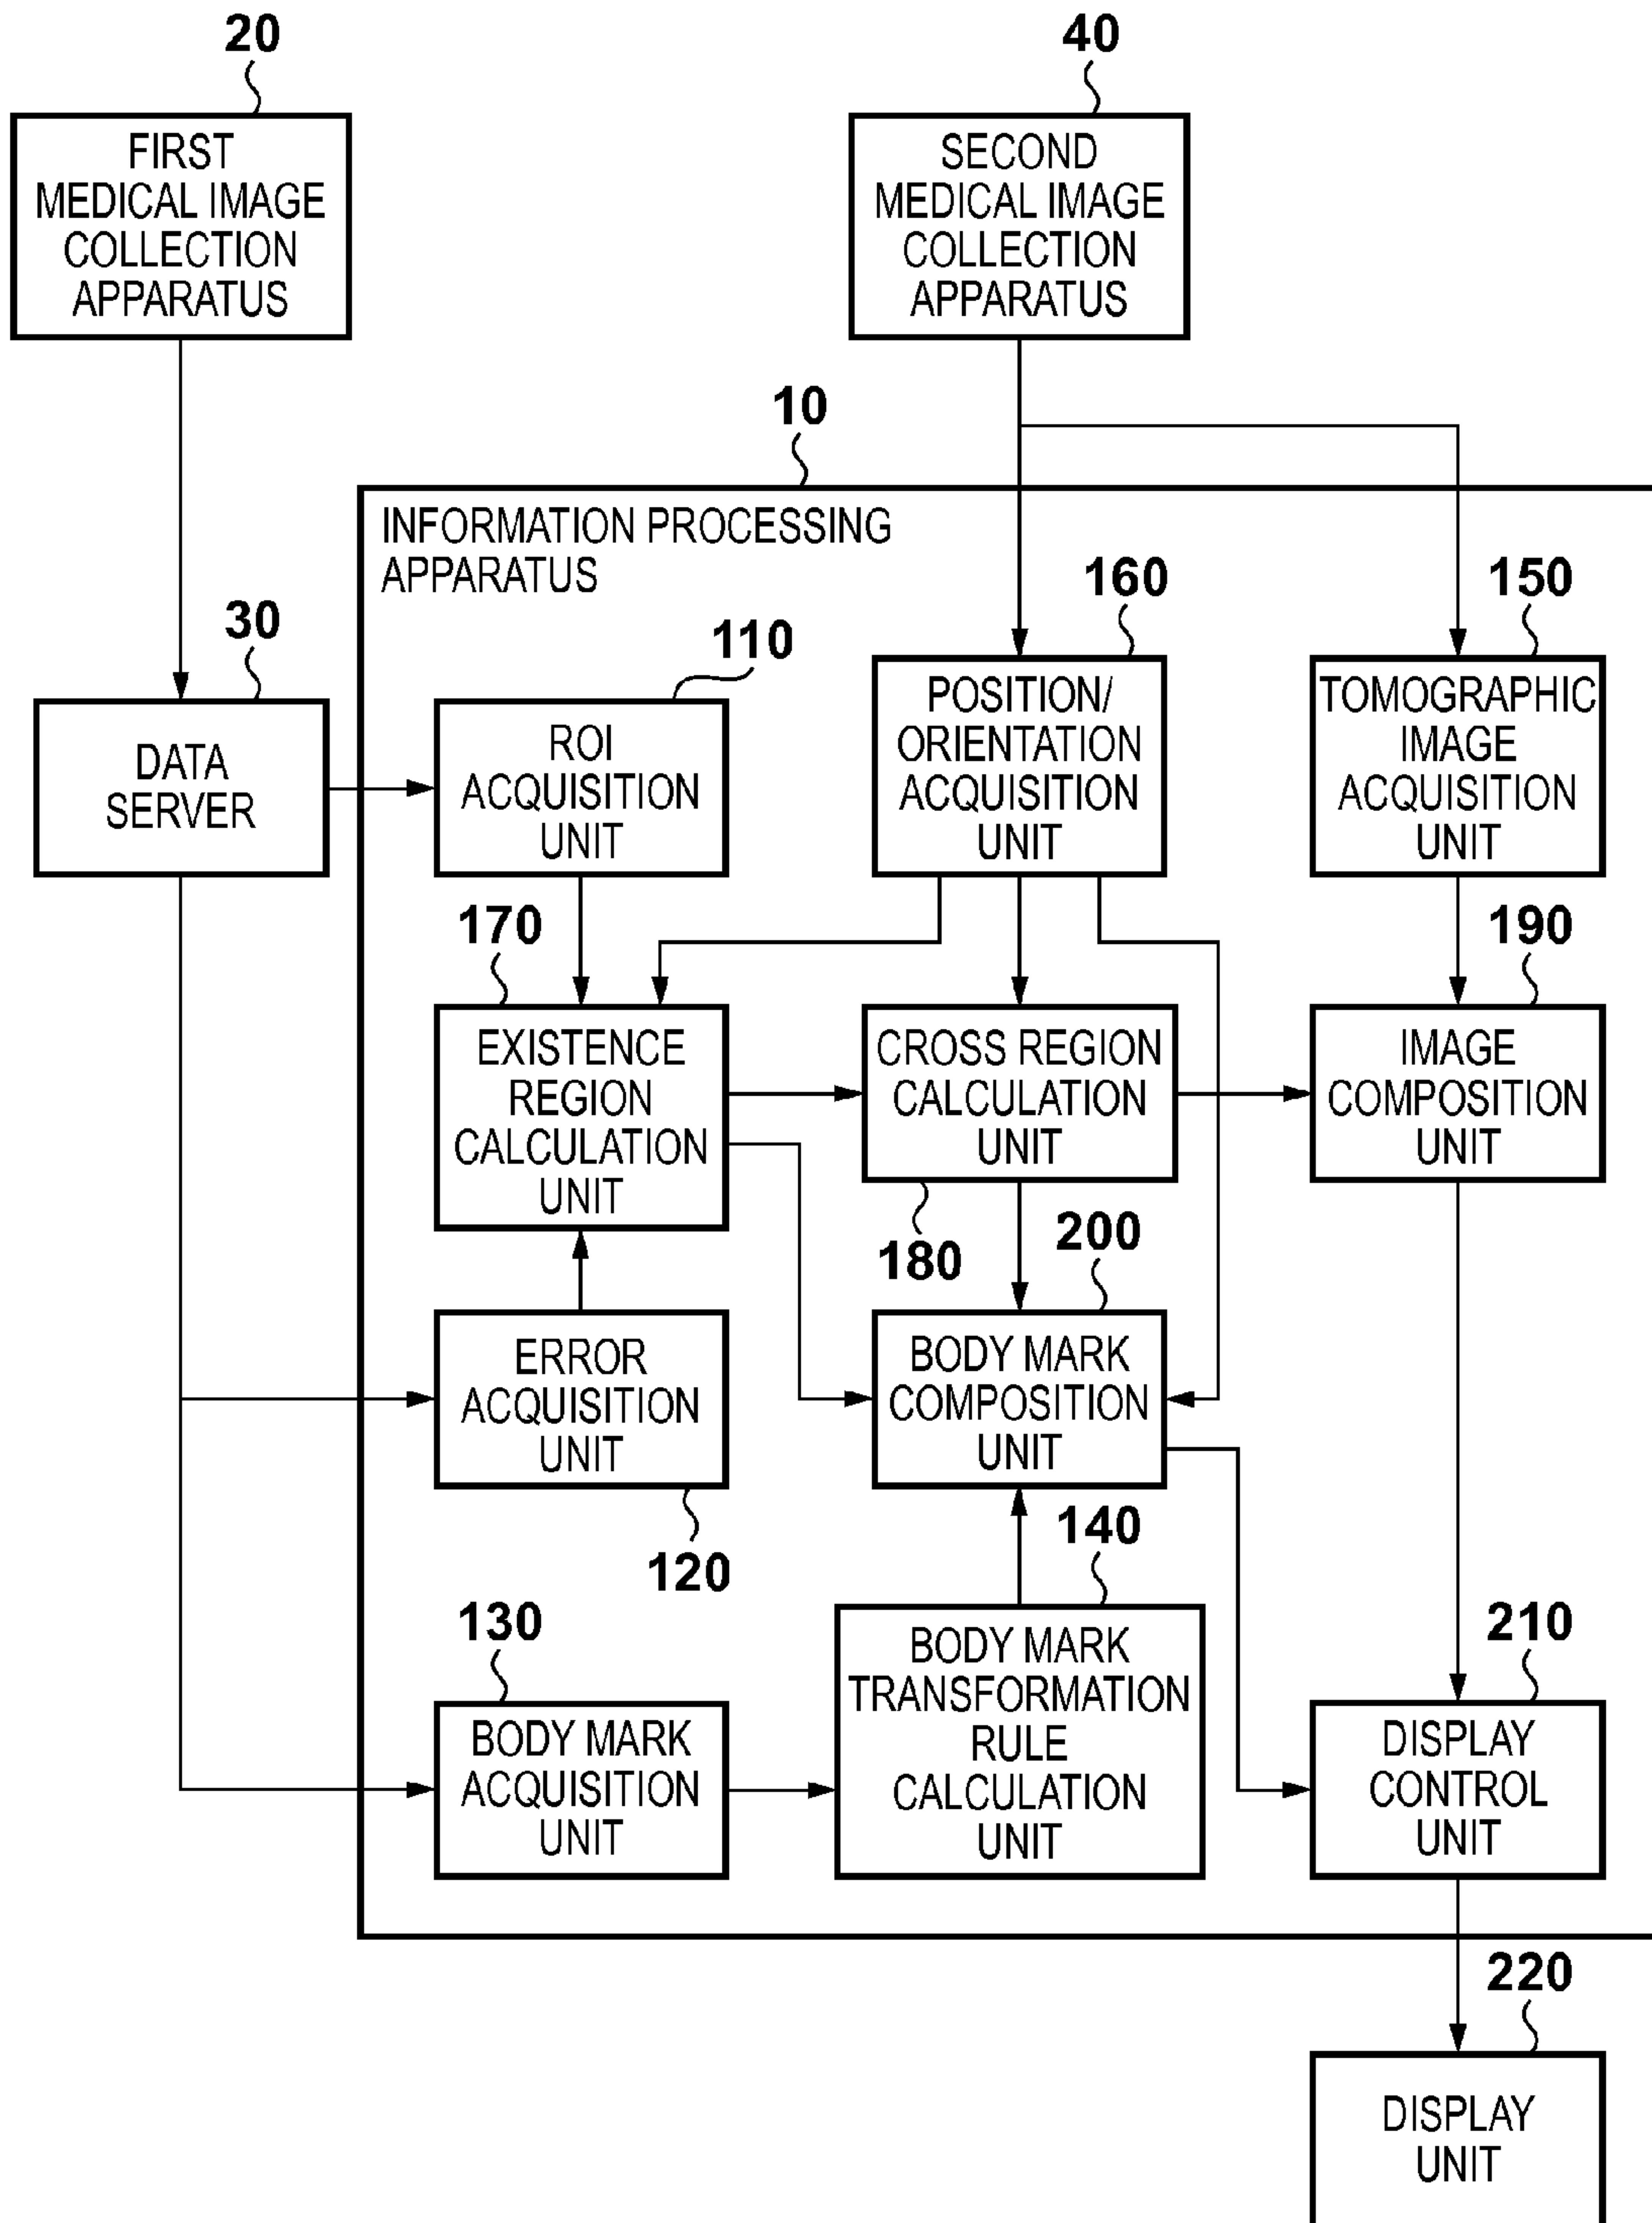 20
40
FIRST
MEDICAL IMAGE
COLLECTION
APPARATUS
SECOND
MEDICAL IMAGE
COLLECTION
APPARATUS
10
INFORMATION PROCESSING
APPARATUS
30
110
160
150
DATA
SERVER
ROI
ACQUISITION
UNIT
POSITION/
ORIENTATION
ACQUISITION
UNIT
TOMOGRAPHIC
IMAGE
ACQUISITION
UNIT
170
190
EXISTENCE
REGION
CALCULATION
UNIT
CROSS REGION
CALCULATION
UNIT
IMAGE
COMPOSITION
UNIT
180
200
ERROR
ACQUISITION
UNIT
BODY MARK
COMPOSITION
UNIT
120
140
130
210
BODY MARK
ACQUISITION
UNIT
BODY MARK
TRANSFORMATION
RULE
CALCULATION
UNIT
DISPLAY
CONTROL
UNIT
220
DISPLAY
UNIT